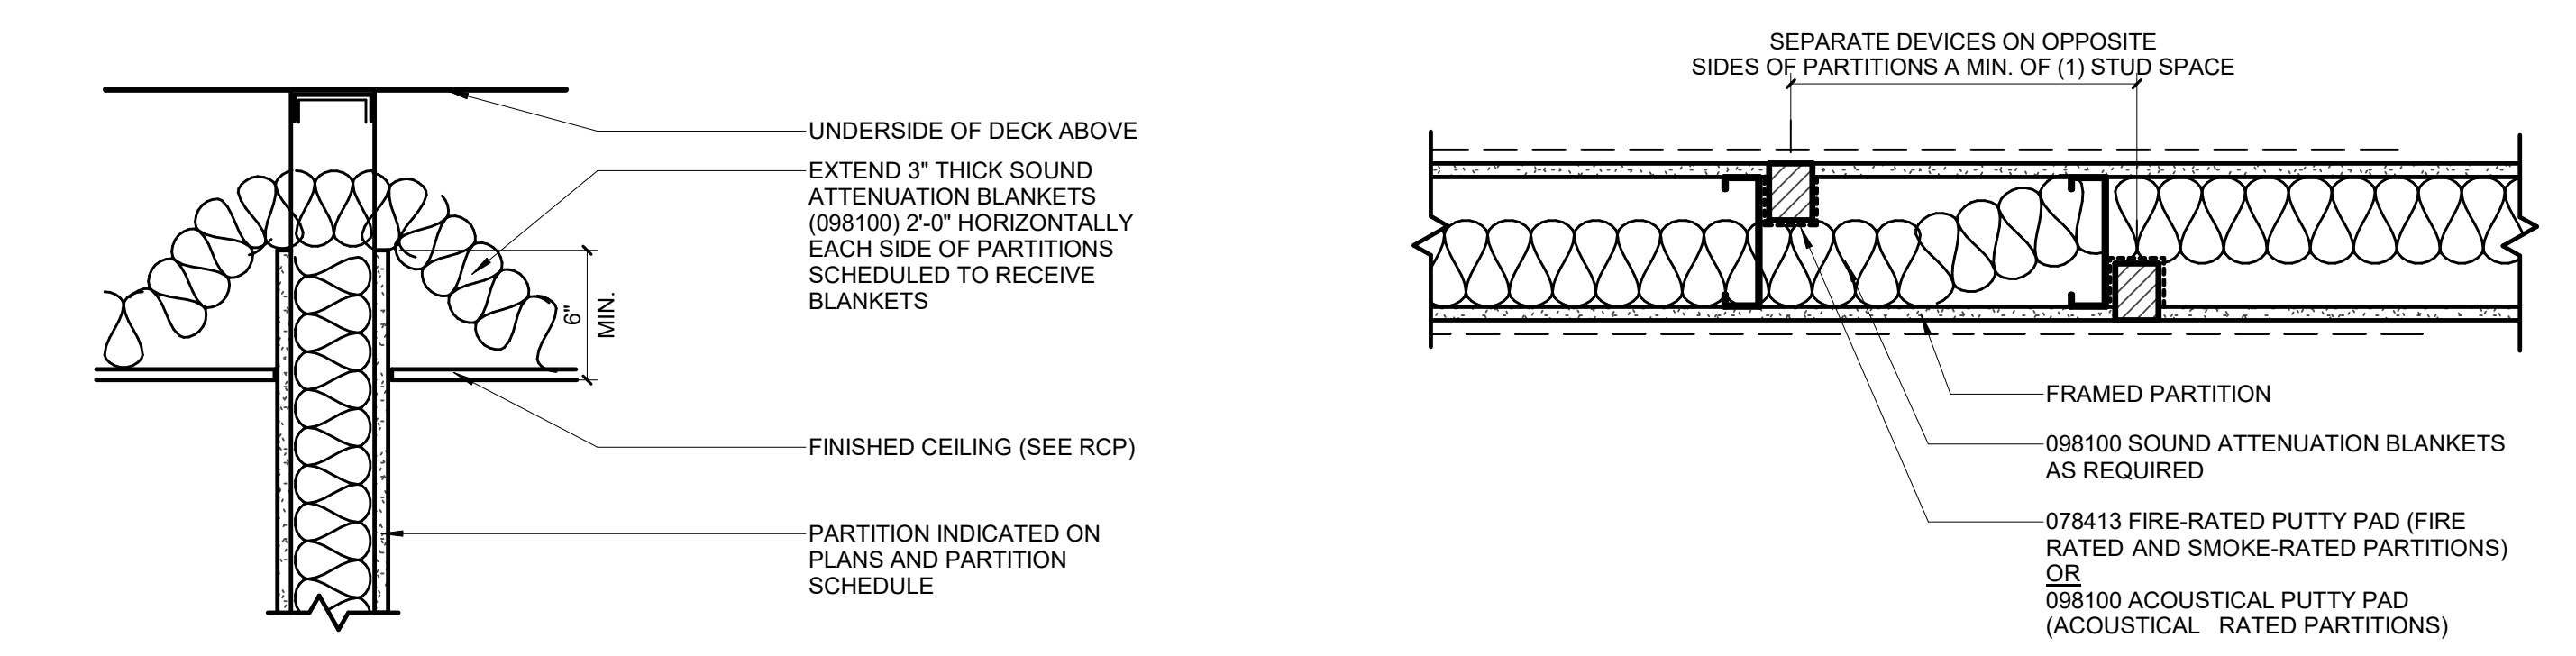 UNDERSIDE OF DECK ABOVE
EXTEND 3" THICK SOUND
ATTENUATION BLANKETS
(098100) 2'-0" HORIZONTALLY
EACH SIDE OF PARTITIONS
SCHEDULED TO RECEIVE
BLANKETS
6"
MIN.
FINISHED CEILING (SEE RCP)
PARTITION INDICATED ON
PLANS AND PARTITION
SCHEDULE
SEPARATE DEVICES ON OPPOSITE
SIDES OF PARTITIONS A MIN. OF (1) STUD SPACE
FRAMED PARTITION
098100 SOUND ATTENUATION BLANKETS
AS REQUIRED
078413 FIRE-RATED PUTTY PAD (FIRE
RATED AND SMOKE-RATED PARTITIONS)
OR
098100 ACOUSTICAL PUTTY PAD
(ACOUSTICAL RATED PARTITIONS)